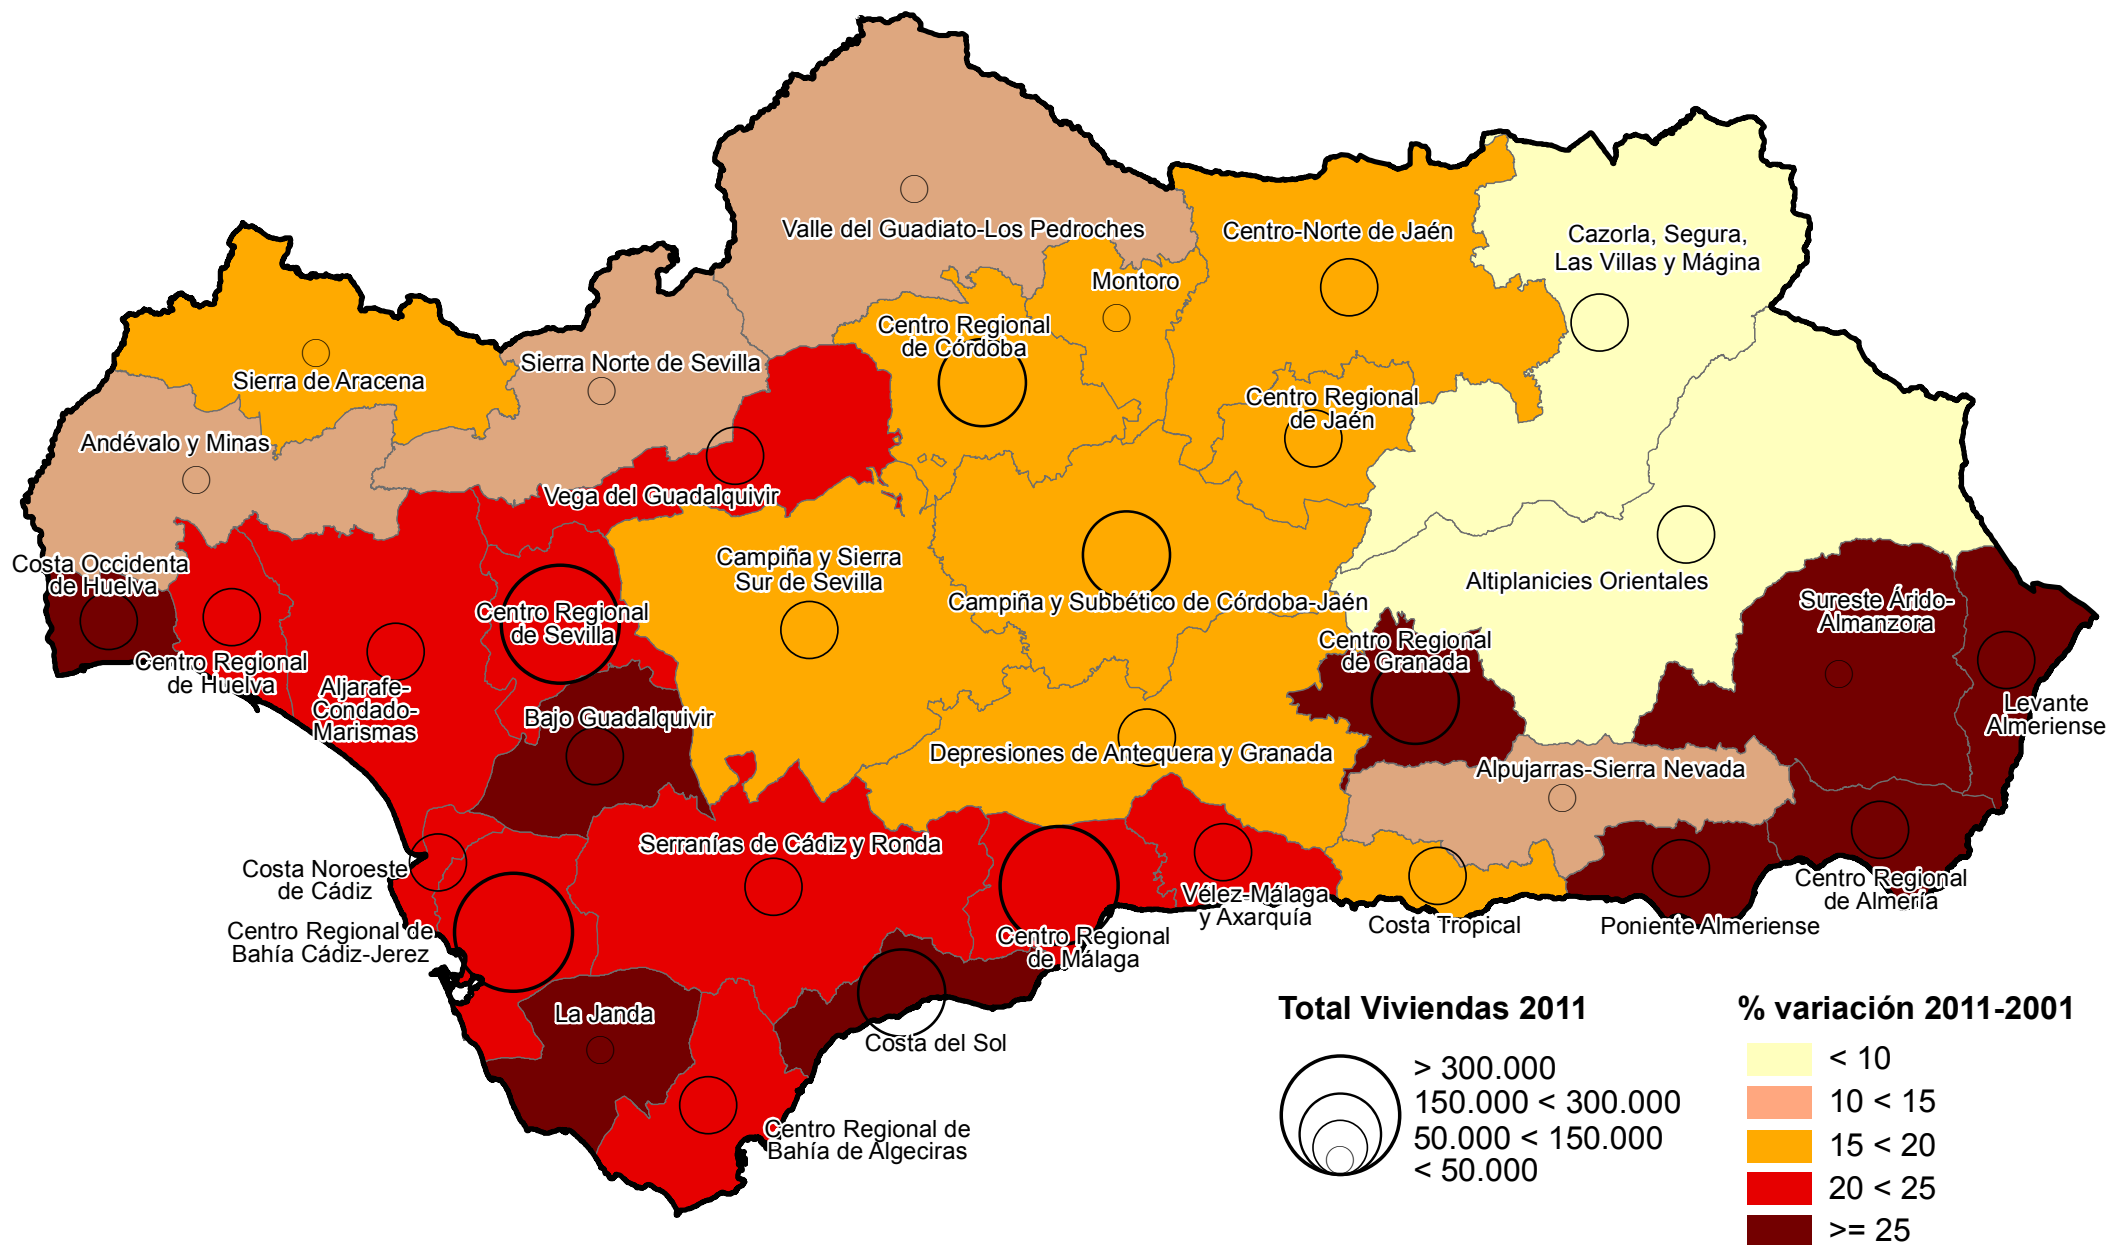 Valle del Guadiato-Los Pedroches
Centro-Norte de Jaén
Cazorla, Segura,
Las Villas y Mágina
Montoro
Centro Regional
de Córdoba
Sierra Norte de Sevilla
Sierra de Aracena
Centro Regional
de Jaén
Andévalo y Minas
Vega del Guadalquivir
Costa Occidenta
de Huelva
Campiña y Sierra
Sur de Sevilla
Altiplanicies Orientales
Campiña y Subbético de Córdoba-Jaén
Sureste Árido-
Almanzora
Centro Regional
de Sevilla
Centro Regional
de Granada
Centro Regional
de Huelva
Aljarafe-
Condado-
Marismas
Bajo Guadalquivir
Levante
Almeriense
Depresiones de Antequera y Granada
Alpujarras-Sierra Nevada
Serranías de Cádiz y Ronda
Costa Noroeste
de Cádiz
Vélez-Málaga
y Axarquía
Centro Regional
de Almería
Costa Tropical
Poniente Almeriense
Centro Regional de
Bahía Cádiz-Jerez
Centro Regional
de Málaga
La Janda
Costa del Sol
Centro Regional de
Bahía de Algeciras
Total Viviendas 2011
> 300.000
150.000 < 300.000
50.000 < 150.000
< 50.000
% variación 2011-2001
< 10
10 < 15
15 < 20
20 < 25
>= 25